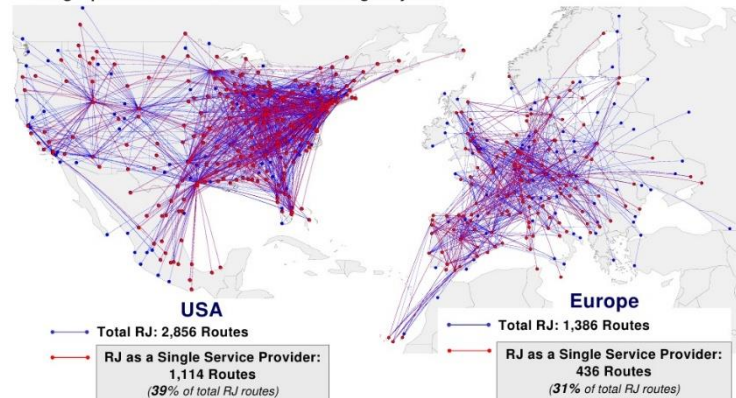 USA
Total RJ: 2,856 Routes
RJ as a Single Service Provider:
1,114 Routes
(39% of total RJ routes)
Europe
Total RJ: 1,386 Routes
RJ as a Single Service Provider:
436 Routes
(31% of total RJ routes)